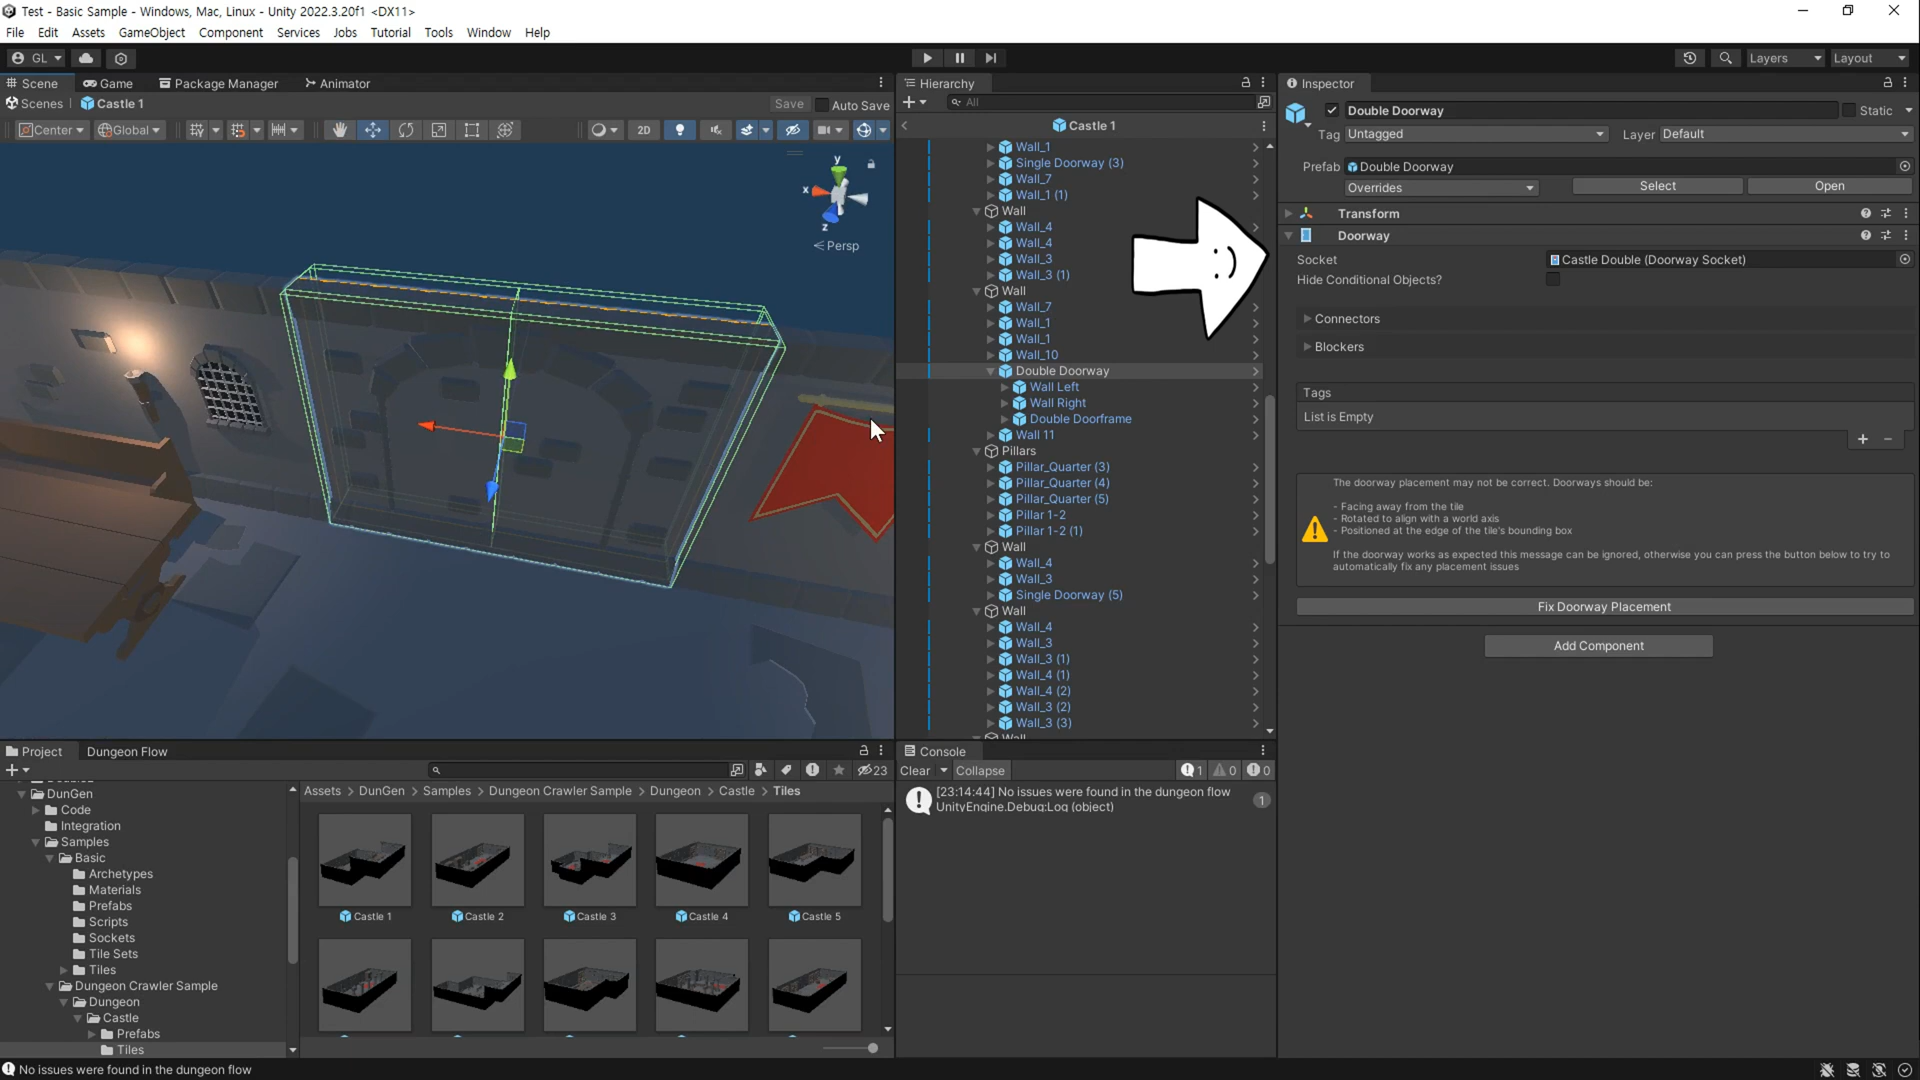 Test - Basic Sample - Windows, Mac, Linux - Unity 2022.3.20f1 <DX11>
File Edit Assets GameObject Component Services Jobs Tutorial Tools Window Help
GL
Layers
Layout
Scene
Game
Package Manager
Animator
Scenes
Castle 1
Save
Auto Save
Center
Global
2D
y
x
z
Persp
Hierarchy
All
Castle 1
Wall_1
Single Doorway (3)
Wall_7
Wall_1 (1)
Wall
Wall_4
Wall_4
Wall_3
Wall_3 (1)
Wall
Wall_7
Wall_1
Wall_1
Wall_10
Double Doorway
Wall Left
Wall Right
Double Doorframe
Wall 11
Pillars
Pillar_Quarter (3)
Pillar_Quarter (4)
Pillar_Quarter (5)
Pillar 1-2
Pillar 1-2 (1)
Wall
Wall_4
Wall_3
Single Doorway (5)
Wall
Wall_4
Wall_3
Wall_3 (1)
Wall_4 (1)
Wall_4 (2)
Wall_3 (2)
Wall_3 (3)
Wall
Inspector
Double Doorway
Static
Tag Untagged
Layer Default
Prefab Double Doorway
Overrides
Select
Open
Transform
Doorway
Socket Castle Double (Doorway Socket)
Hide Conditional Objects?
Connectors
Blockers
Tags
List is Empty
The doorway placement may not be correct. Doorways should be:
- Facing away from the tile
- Rotated to align with a world axis
- Positioned at the edge of the tile's bounding box
If the doorway works as expected this message can be ignored, otherwise you can press the button below to try to
automatically fix any placement issues
Fix Doorway Placement
Add Component
Project
Dungeon Flow
23
DunGen
Code
Integration
Samples
Basic
Archetypes
Materials
Prefabs
Scripts
Sockets
Tile Sets
Tiles
Dungeon Crawler Sample
Dungeon
Castle
Prefabs
Tiles
Assets > DunGen > Samples > Dungeon Crawler Sample > Dungeon > Castle > Tiles
Castle 1
Castle 2
Castle 3
Castle 4
Castle 5
Console
Clear
Collapse
1
0
0
[23:14:44] No issues were found in the dungeon flow
UnityEngine.Debug:Log (object)
1
No issues were found in the dungeon flow